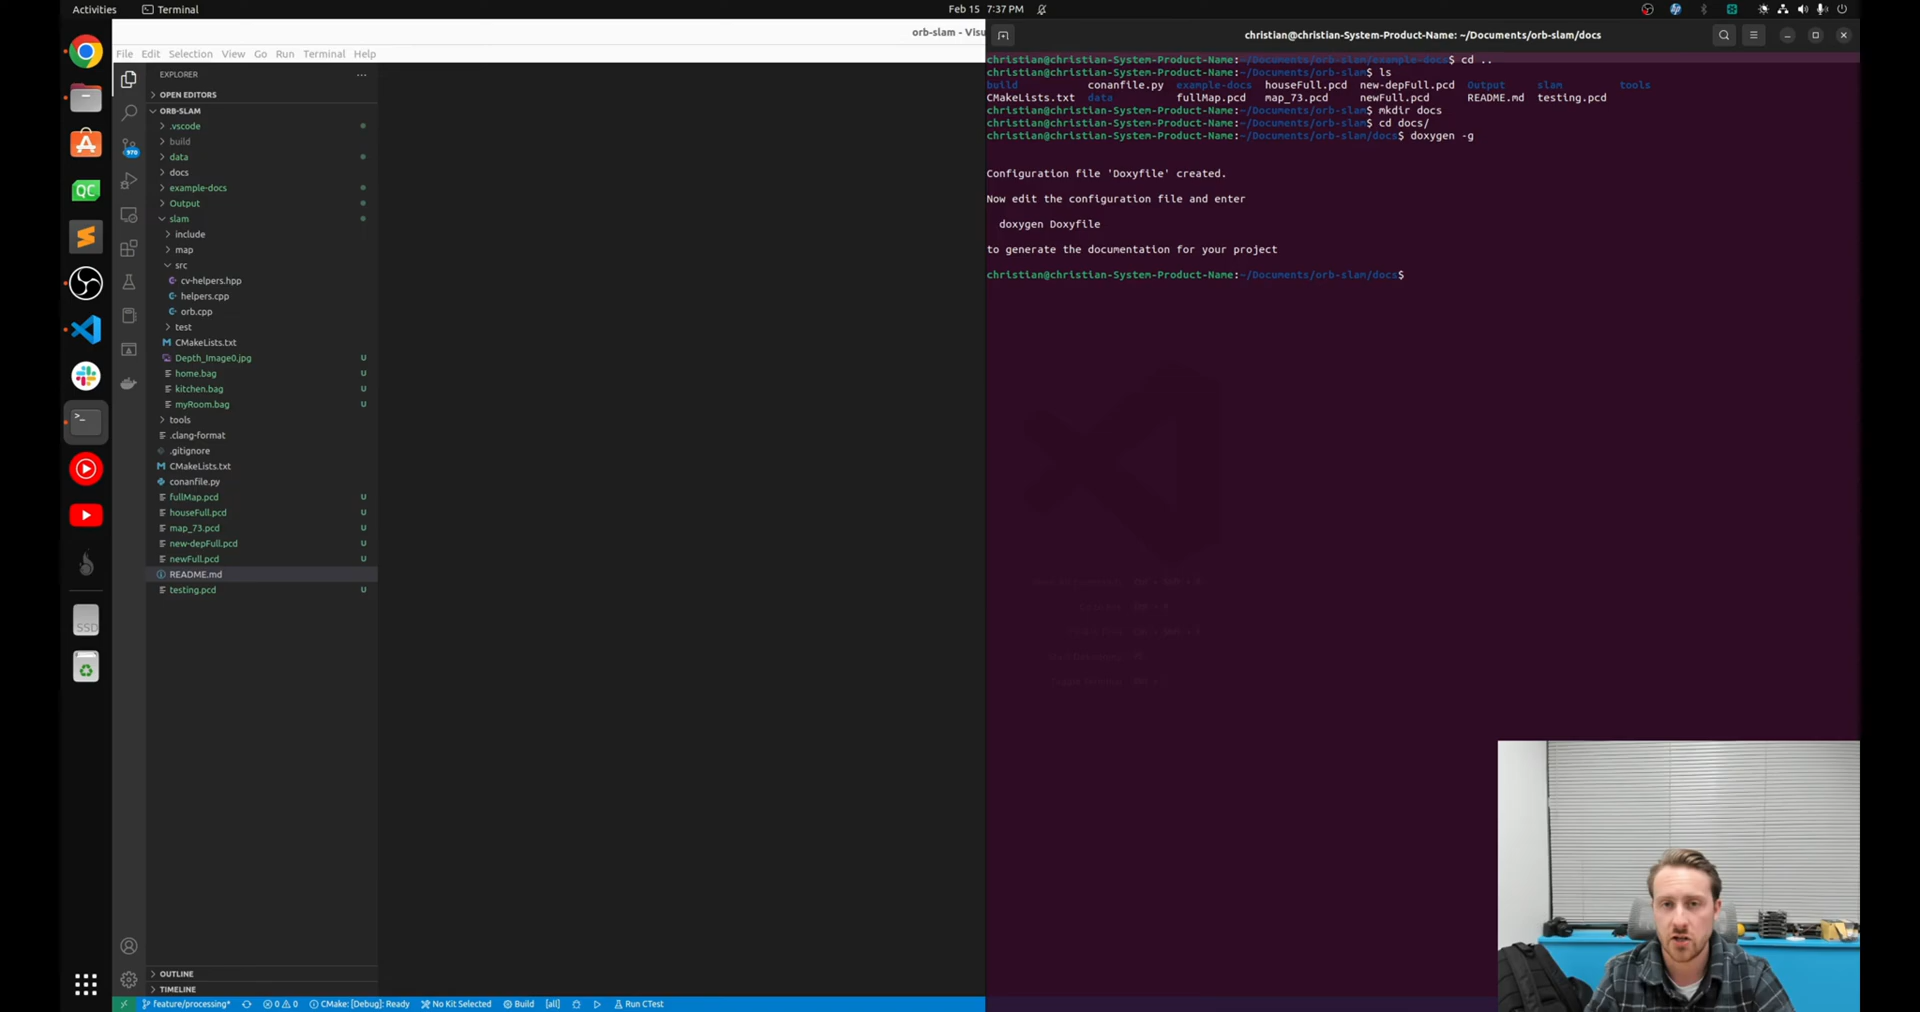 Activities
Terminal
Feb 15 7:37 PM
orb-slam - Visu
christian@christian-System-Product-Name: ~/Documents/orb-slam/docs
File Edit Selection View Go Run Terminal Help
EXPLORER
OPEN EDITORS
ORB-SLAM
.vscode
build
data
docs
example-docs
Output
slam
include
map
src
cv-helpers.hpp
helpers.cpp
orb.cpp
test
CMakeLists.txt
Depth_Image0.jpg U
home.bag U
kitchen.bag U
myRoom.bag U
tools
.clang-format
.gitignore
CMakeLists.txt
conanfile.py
fullMap.pcd U
houseFull.pcd U
map_73.pcd U
new-depFull.pcd U
newFull.pcd U
README.md
testing.pcd U
OUTLINE
TIMELINE
970
QC
SSD
feature/processing* 0 0 CMake: [Debug]: Ready No Kit Selected Build [all] Run CTest
christian@christian-System-Product-Name:~/Documents/orb-slam/example-docs$ cd ..
christian@christian-System-Product-Name:~/Documents/orb-slam$ ls
build conanfile.py example-docs houseFull.pcd new-depFull.pcd Output slam tools
CMakeLists.txt data fullMap.pcd map_73.pcd newFull.pcd README.md testing.pcd
christian@christian-System-Product-Name:~/Documents/orb-slam$ mkdir docs
christian@christian-System-Product-Name:~/Documents/orb-slam$ cd docs/
christian@christian-System-Product-Name:~/Documents/orb-slam/docs$ doxygen -g
Configuration file 'Doxyfile' created.
Now edit the configuration file and enter
doxygen Doxyfile
to generate the documentation for your project
christian@christian-System-Product-Name:~/Documents/orb-slam/docs$